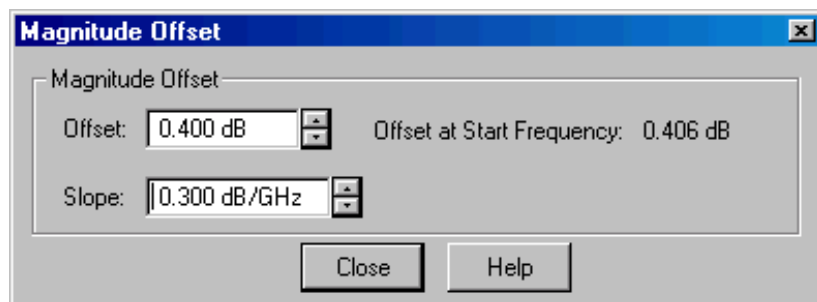 Magnitude Offset
Magnitude Offset
Offset: 0.400 dB Offset at Start Frequency: 0.406 dB
Slope: 0.300 dB/GHz
Close Help